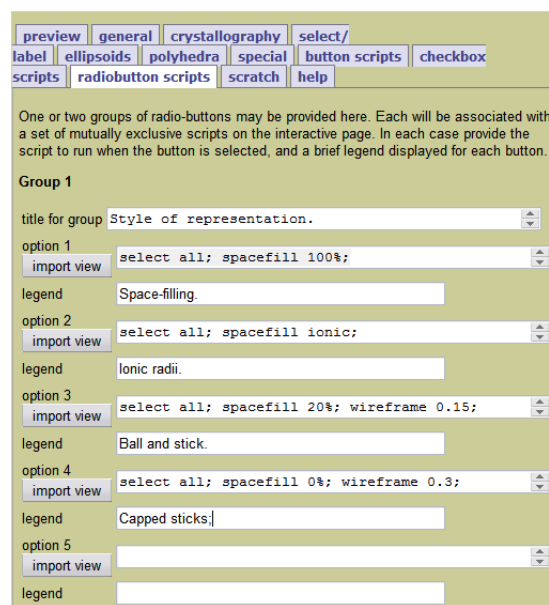 preview general crystallography select/
label ellipsoids polyhedra special button scripts checkbox
scripts radiobutton scripts scratch help
One or two groups of radio-buttons may be provided here. Each will be associated with
a set of mutually exclusive scripts on the interactive page. In each case provide the
script to run when the button is selected, and a brief legend displayed for each button.
Group 1
title for group Style of representation.
option 1
import view select all; spacefill 100%;
legend Space-filling.
option 2
import view select all; spacefill ionic;
legend Ionic radii.
option 3
import view select all; spacefill 20%; wireframe 0.15;
legend Ball and stick.
option 4
import view select all; spacefill 0%; wireframe 0.3;
legend Capped sticks;
option 5
import view
legend